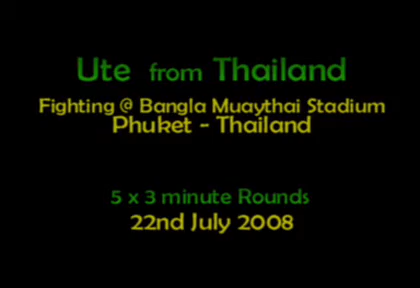 Ute from Thailand
Fighting @ Bangla Muaythai Stadium
Phuket - Thailand
5 x 3 minute Rounds
22nd July 2008